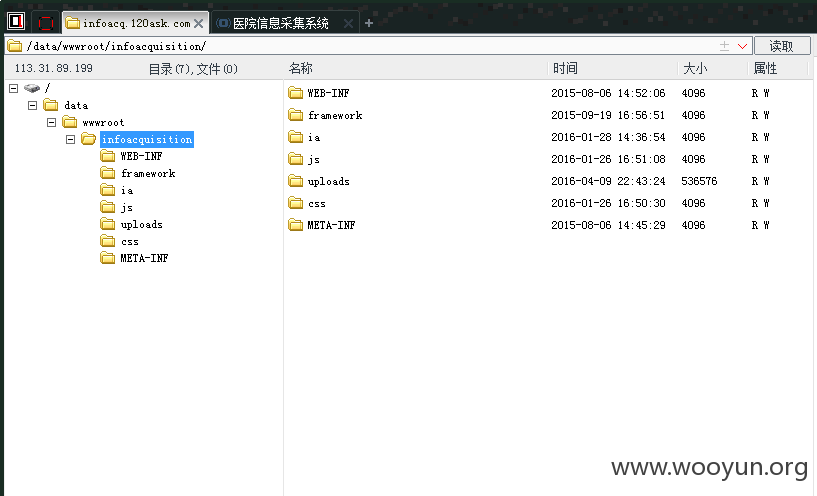 infoacq.120ask.com 医院信息采集系统
/data/wwwroot/infoacquisition/ 读取
113.31.89.199 目录(7),文件(0) 名称 时间 大小 属性
/
data
wwwroot
infoacquisition
WEB-INF
framework
ia
js
uploads
css
META-INF
WEB-INF 2015-08-06 14:52:06 4096 R W
framework 2015-09-19 16:56:51 4096 R W
ia 2016-01-28 14:36:54 4096 R W
js 2016-01-26 16:51:08 4096 R W
uploads 2016-04-09 22:43:24 536576 R W
css 2016-01-26 16:50:30 4096 R W
META-INF 2015-08-06 14:45:29 4096 R W
www.wooyun.org